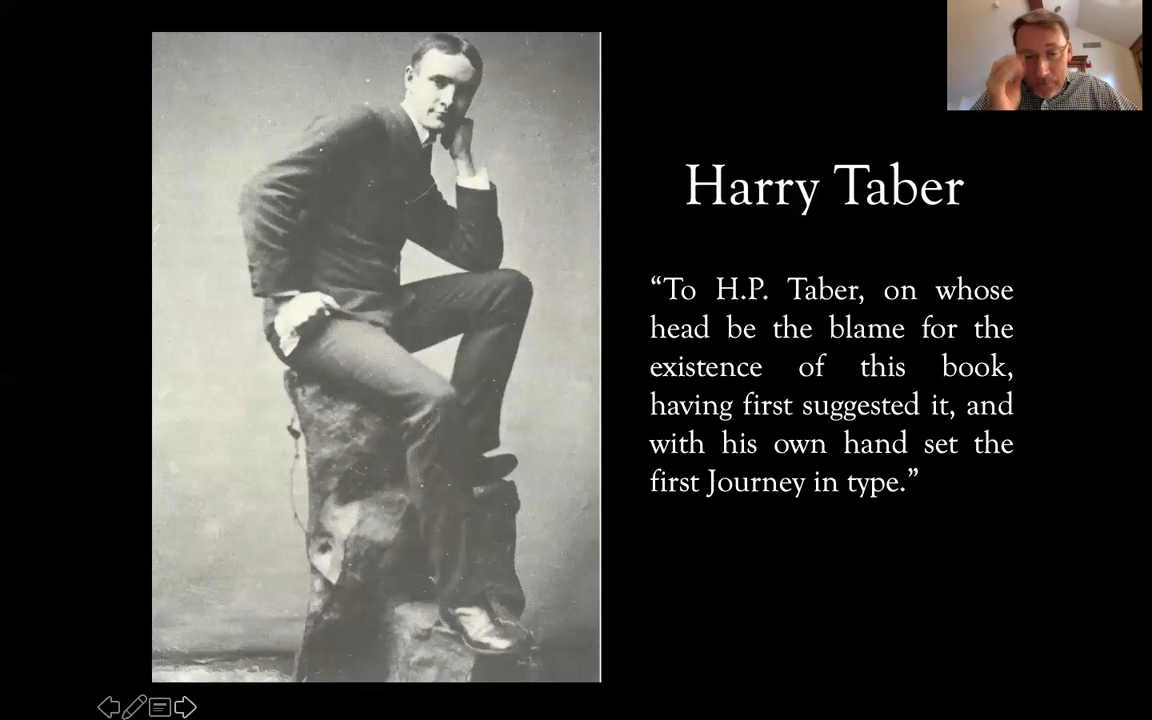 Harry Taber
“To H.P. Taber, on whose
head be the blame for the
existence of this book,
having first suggested it, and
with his own hand set the
first Journey in type.”